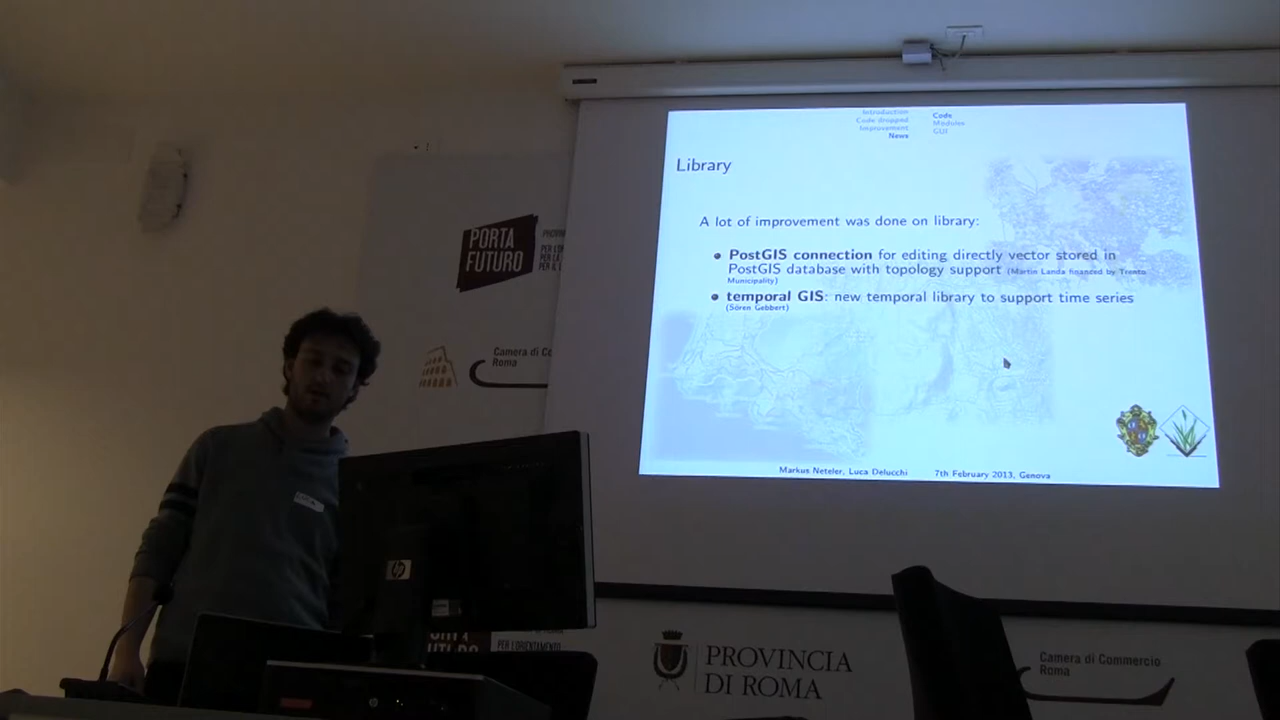 Introduction
Code dropped
Improvement
News
Code
Modules
GUI
Library
A lot of improvement was done on library:
PostGIS connection for editing directly vector stored in
PostGIS database with topology support (Martin Landa financed by Trento
Municipality)
temporal GIS: new temporal library to support time series
(Sören Gebbert)
Markus Neteler, Luca Delucchi 7th February 2013, Genova
PORTA
FUTURO
Camera di Co
Roma
hp
PER L'ORIENTAMENTO
PROVINCIA
DI ROMA
Camera di Commercio
Roma